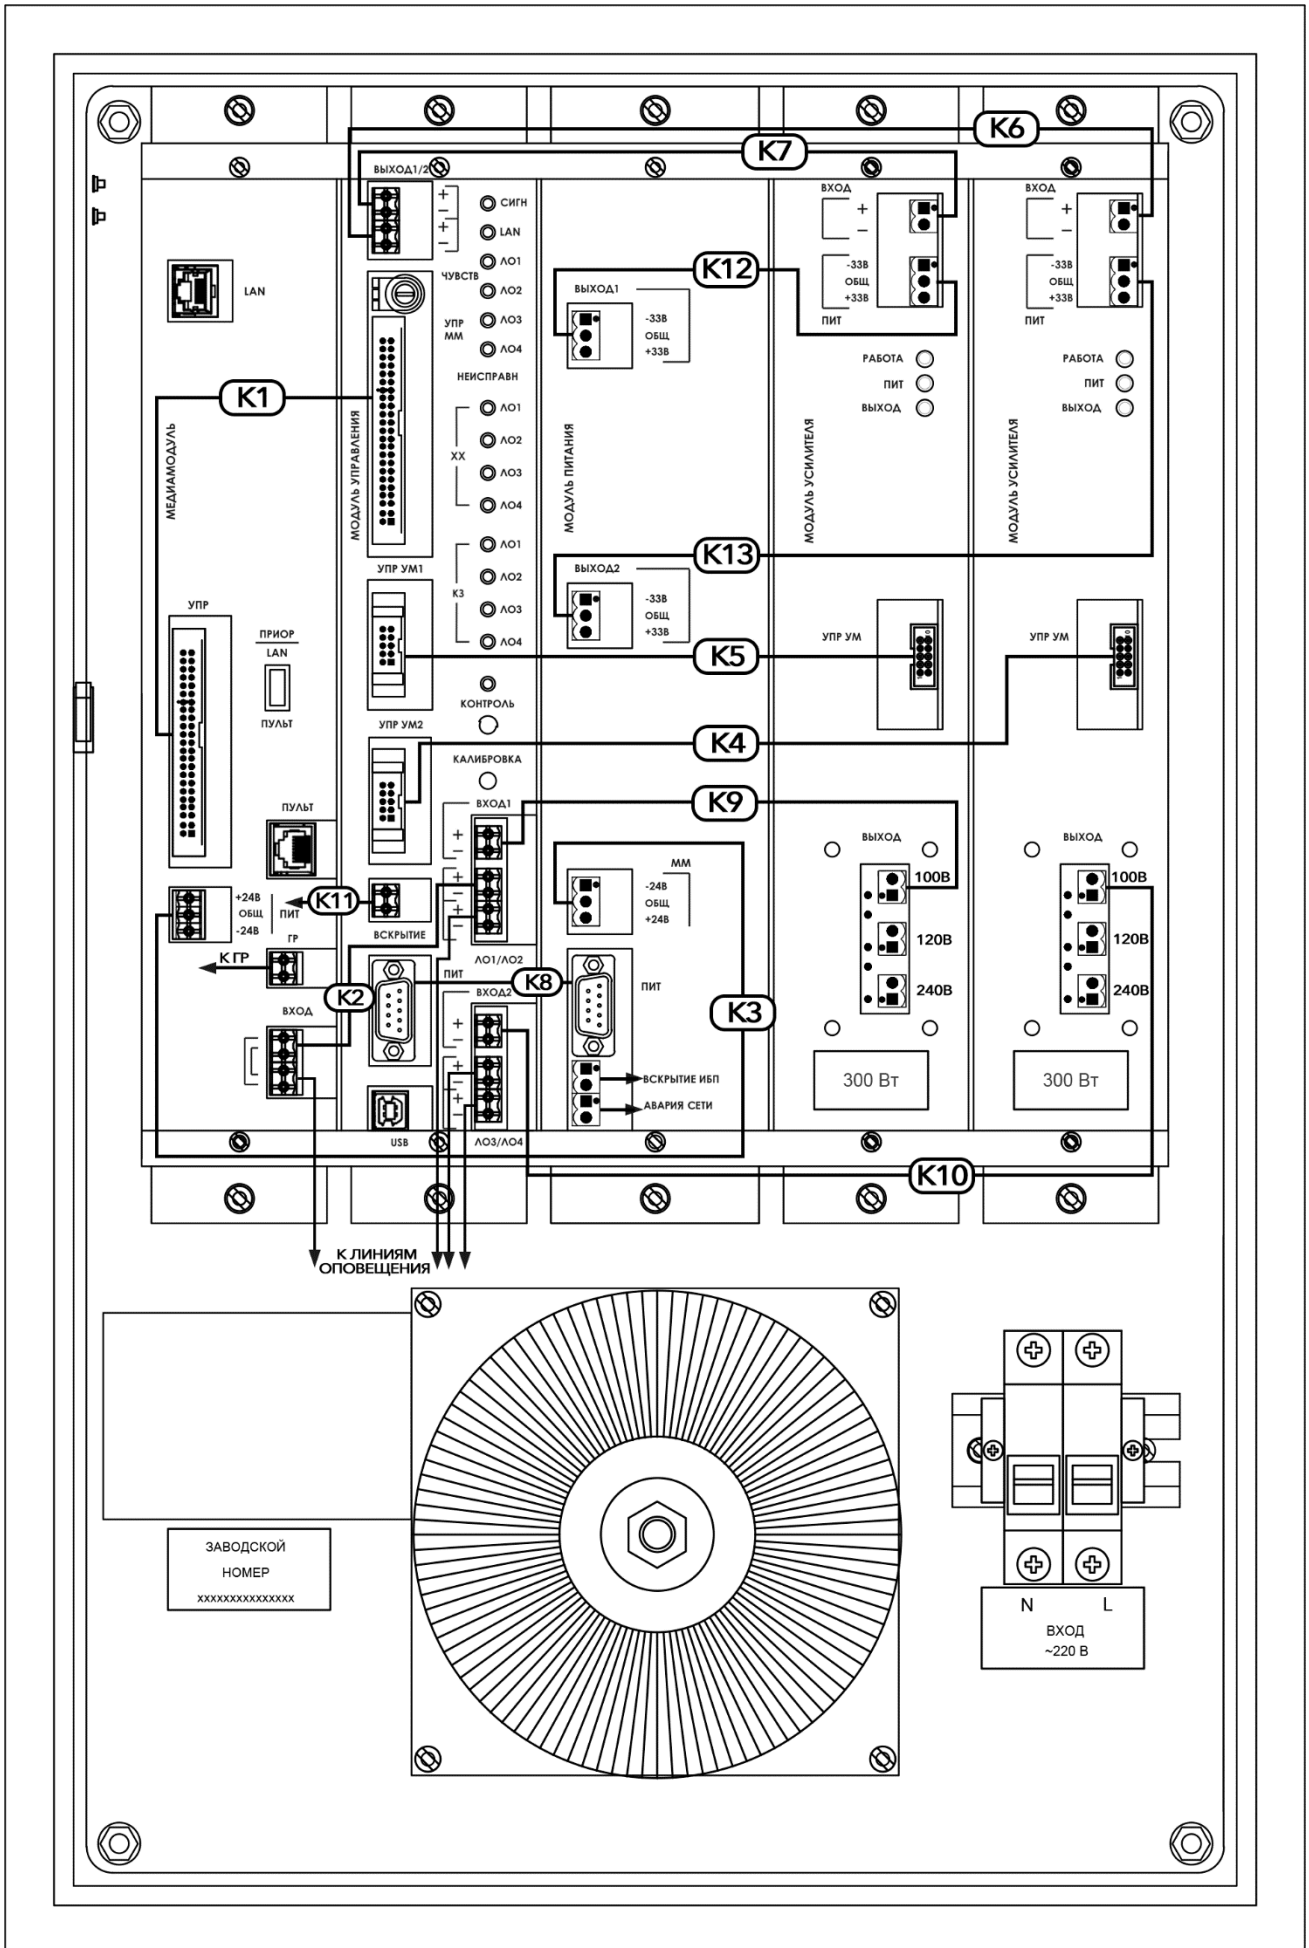 К6
К7
ВЫХОД1/2
+
−
+
−
СИГН
LAN
ЛО1
ЛО2
ЛО3
ЛО4
ЧУВСТВ
УПР
ММ
НЕИСПРАВН
ЛО1
ЛО2
ЛО3
ЛО4
ХХ
ЛО1
ЛО2
ЛО3
ЛО4
КЗ
КОНТРОЛЬ
КАЛИБРОВКА
LAN
К1
МЕДИАМОДУЛЬ
МОДУЛЬ УПРАВЛЕНИЯ
МОДУЛЬ ПИТАНИЯ
МОДУЛЬ УСИЛИТЕЛЯ
МОДУЛЬ УСИЛИТЕЛЯ
К12
ВЫХОД1
-33В
ОБЩ
+33В
ВХОД
+
−
-33В
ОБЩ
+33В
ПИТ
РАБОТА
ПИТ
ВЫХОД
ВХОД
+
−
-33В
ОБЩ
+33В
ПИТ
РАБОТА
ПИТ
ВЫХОД
К13
ВЫХОД2
-33В
ОБЩ
+33В
УПР УМ1
УПР
ПРИОР
LAN
ПУЛЬТ
К5
УПР УМ
УПР УМ
УПР УМ2
К4
К9
ВХОД1
+
−
+
−
+
−
ЛО1/ЛО2
ПУЛЬТ
+24В
ОБЩ
-24В
ПИТ
К11
ВСКРЫТИЕ
ГР
К ГР
ММ
-24В
ОБЩ
+24В
ВЫХОД
100В
120В
240В
300 Вт
ВЫХОД
100В
120В
240В
300 Вт
К2
ПИТ
К8
ПИТ
К3
ВХОД
ВХОД2
+
−
+
−
+
−
ЛО3/ЛО4
USB
ВСКРЫТИЕ ИБП
АВАРИЯ СЕТИ
К10
К ЛИНИЯМ
ОПОВЕЩЕНИЯ
ЗАВОДСКОЙ
НОМЕР
xxxxxxxxxxxxxxx
N L
ВХОД
~220 В